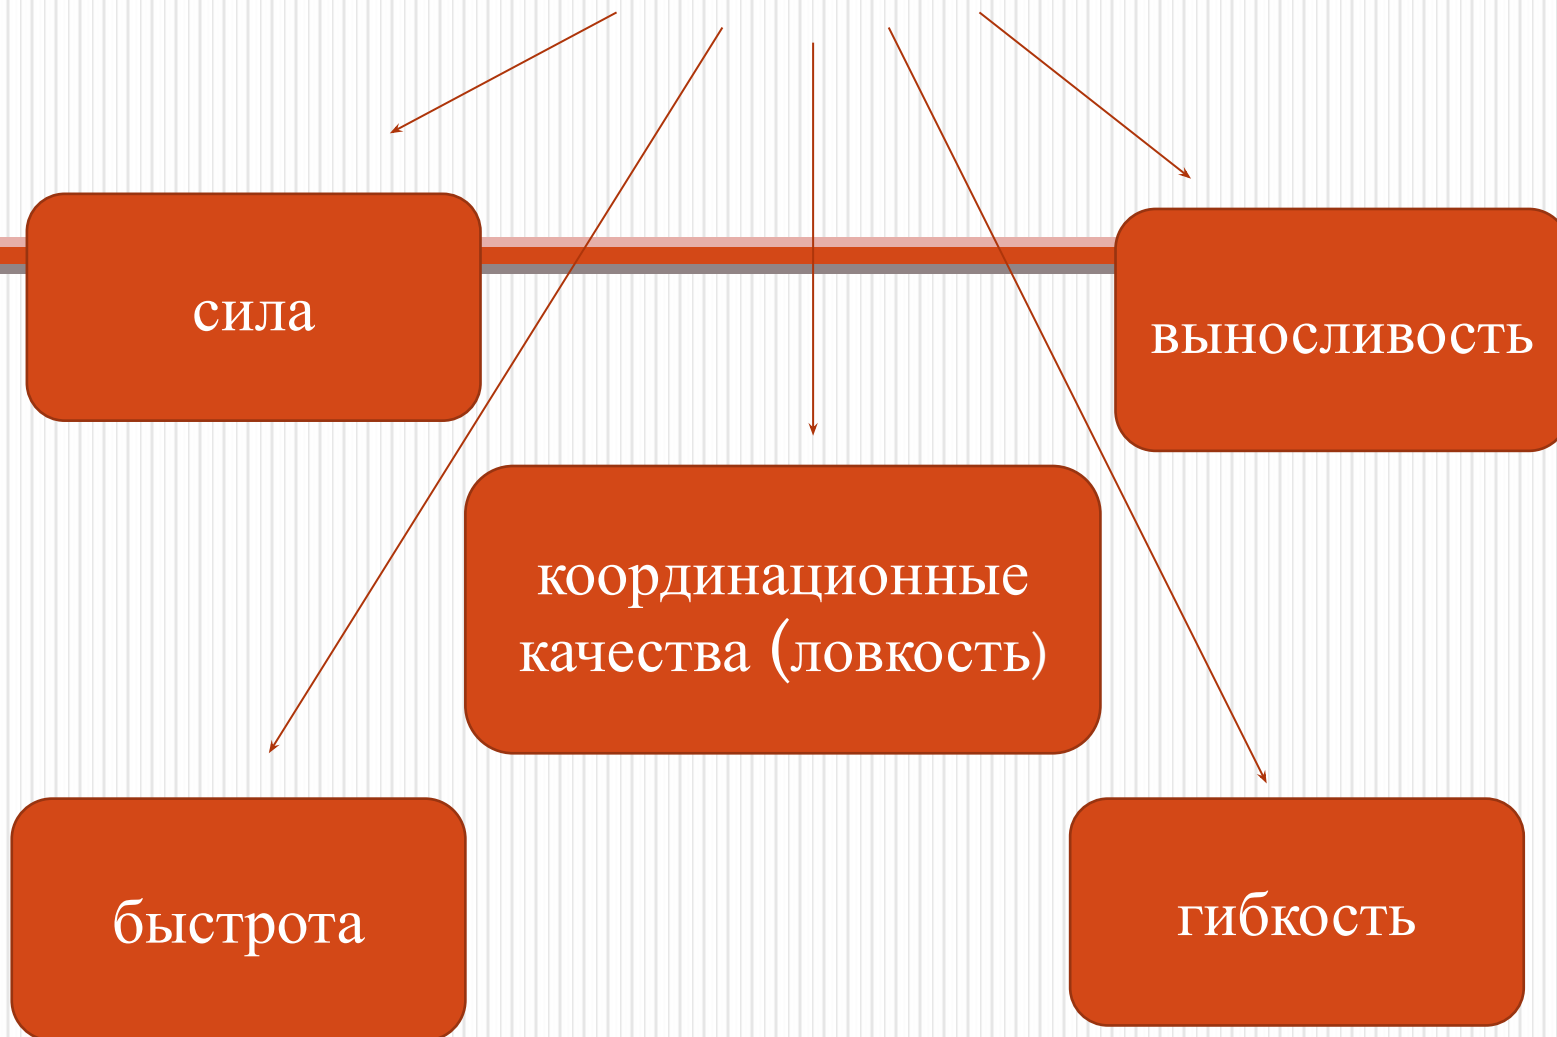 сила
выносливость
координационные
качества (ловкость)
быстрота
гибкость